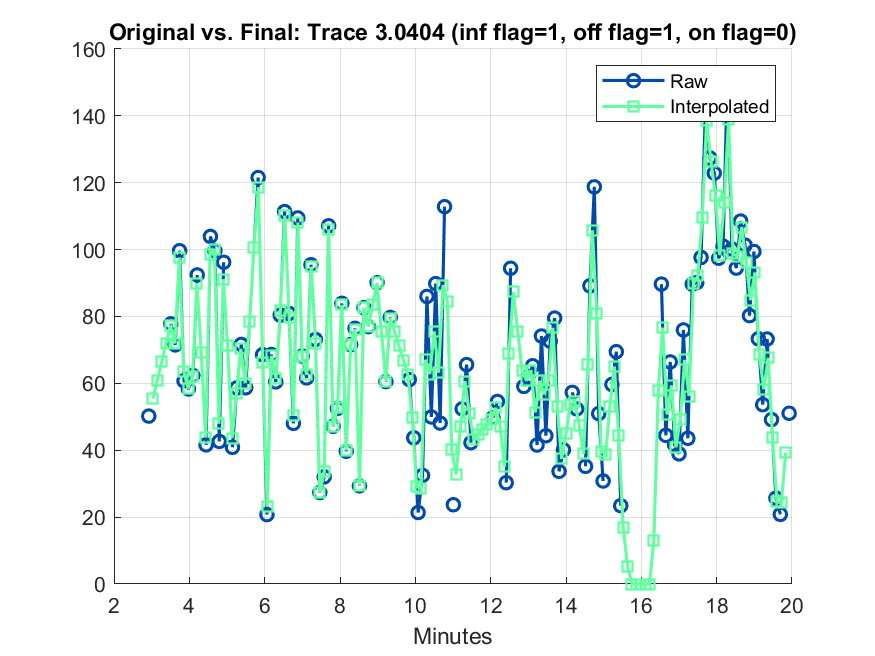 Original vs. Final: Trace 3.0404 (inf flag=1, off flag=1, on flag=0)
160
140
120
100
80
60
40
20
0
Raw
Interpolated
2 4 6 8 10 12 14 16 18 20
Minutes